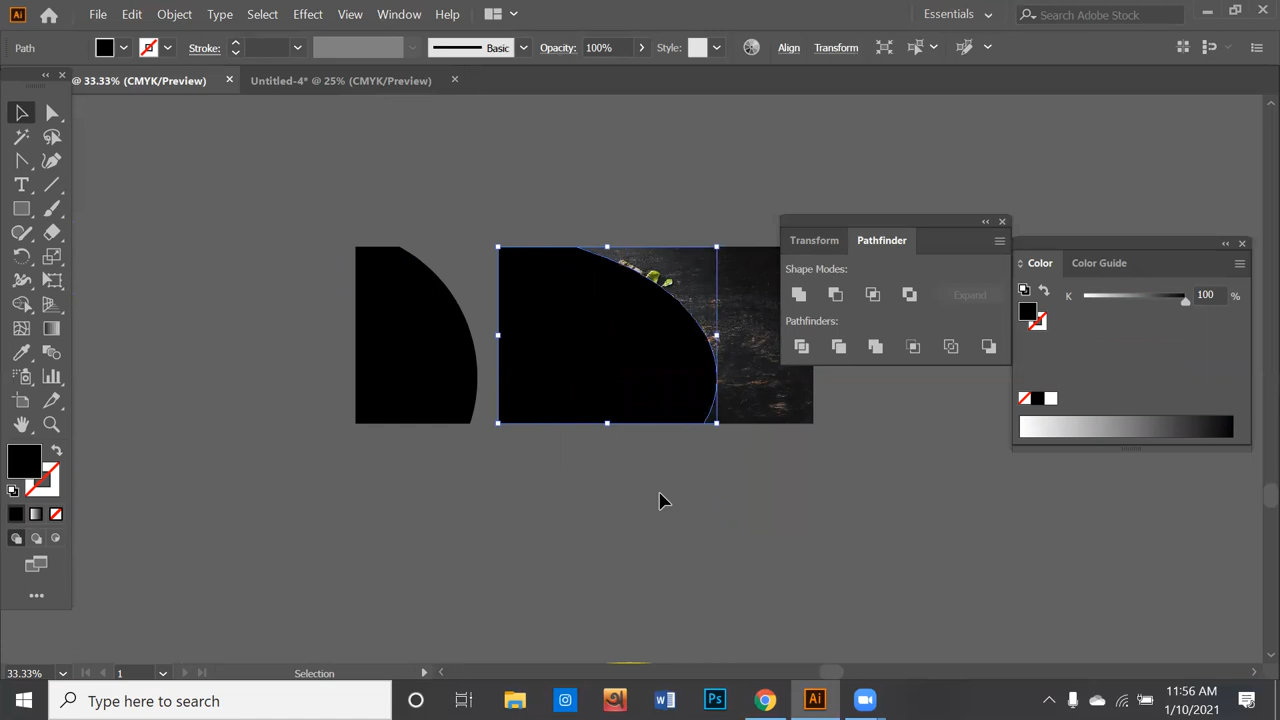 Ai File Edit Object Type Select Effect View Window Help Essentials Search Adobe Stock
Path Stroke: Basic Opacity: 100% Style: Align Transform
@ 33.33% (CMYK/Preview) × Untitled-4* @ 25% (CMYK/Preview) ×
Transform Pathfinder
Shape Modes:
Expand
Pathfinders:
Color Color Guide
K 100 %
33.33% 1 Selection
Type here to search
Ps Ai
11:56 AM
1/10/2021